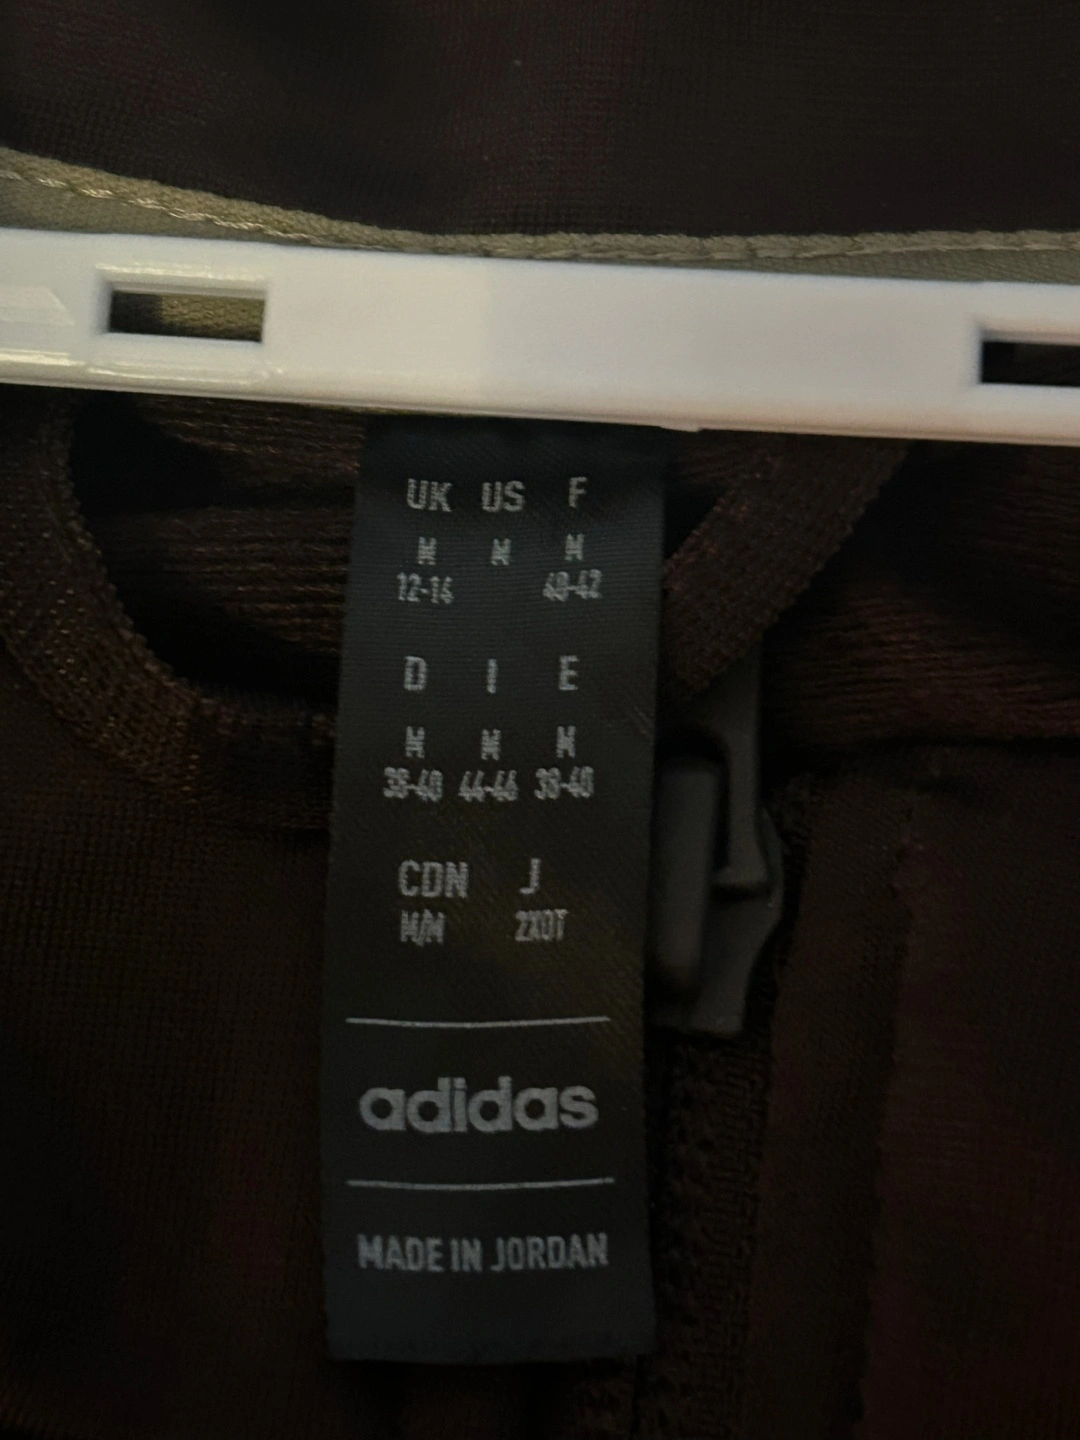 UK US F
M M M
12-14 40-42
D I E
M M M
38-40 44-46 38-40
CDN J
M/M 2XOT
adidas
MADE IN JORDAN